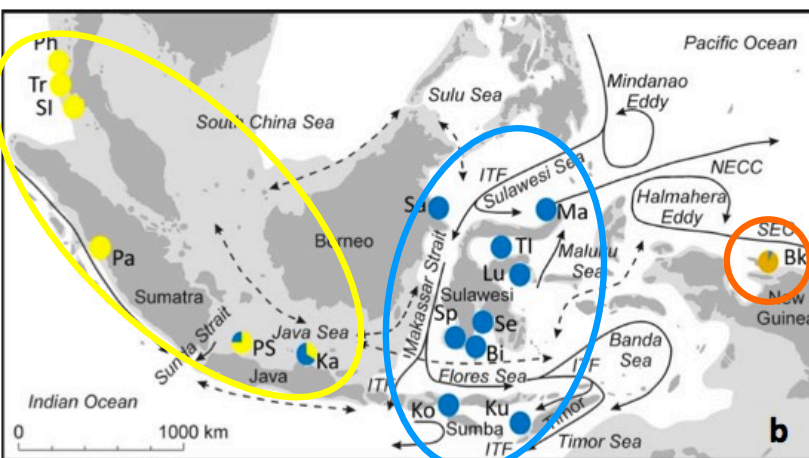 Ph
Pacific Ocean
Mindanao
Eddy
Tr
Sulu Sea
SI
South China Sea
NECC
ITF
Sulawesi Sea
Halmahera
Eddy
Sa
Ma
SEC
Borneo
TI
Bk
Pa
Maluku
Sea
Lu
New
Guinea
Makassar Strait
Sulawesi
Sumatra
Sp
Se
Java Sea
Banda
Sea
Sunda Strait
PS
Ka
Bi
ITF
Java
Flores Sea
ITF
Indian Ocean
Ko
Ku
Timor
b
Sumba
Timor Sea
0
1000 km
ITF